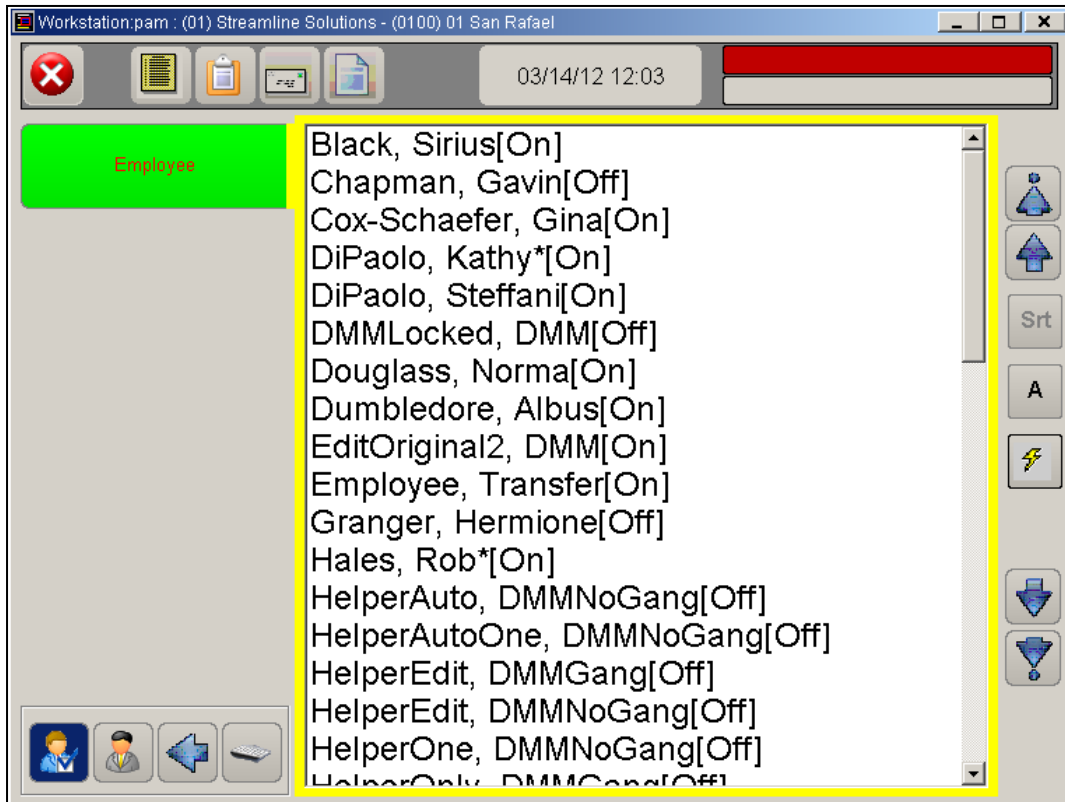 Workstation:pam : (01) Streamline Solutions - (0100) 01 San Rafael
03/14/12 12:03
Employee
Black, Sirius[On]
Chapman, Gavin[Off]
Cox-Schaefer, Gina[On]
DiPaolo, Kathy*[On]
DiPaolo, Steffani[On]
DMMLocked, DMM[Off]
Douglass, Norma[On]
Dumbledore, Albus[On]
EditOriginal2, DMM[On]
Employee, Transfer[On]
Granger, Hermione[Off]
Hales, Rob*[On]
HelperAuto, DMMNoGang[Off]
HelperAutoOne, DMMNoGang[Off]
HelperEdit, DMMGang[Off]
HelperEdit, DMMNoGang[Off]
HelperOne, DMMNoGang[Off]
HelperOnly, DMMGang[Off]
Srt
A